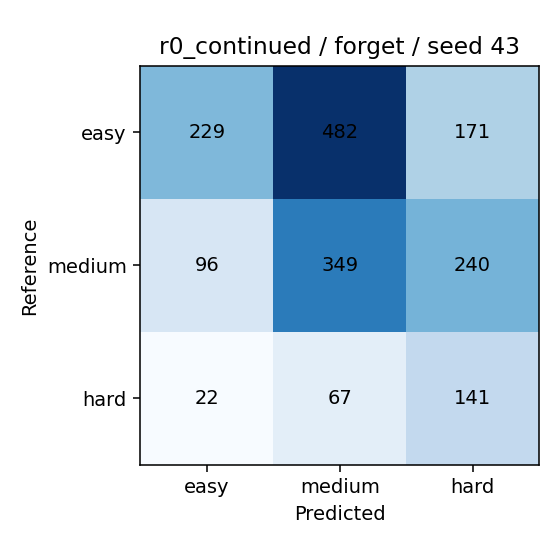 r0_continued / forget / seed 43
Reference
easy 229 482 171
medium 96 349 240
hard 22 67 141
easy medium hard
Predicted